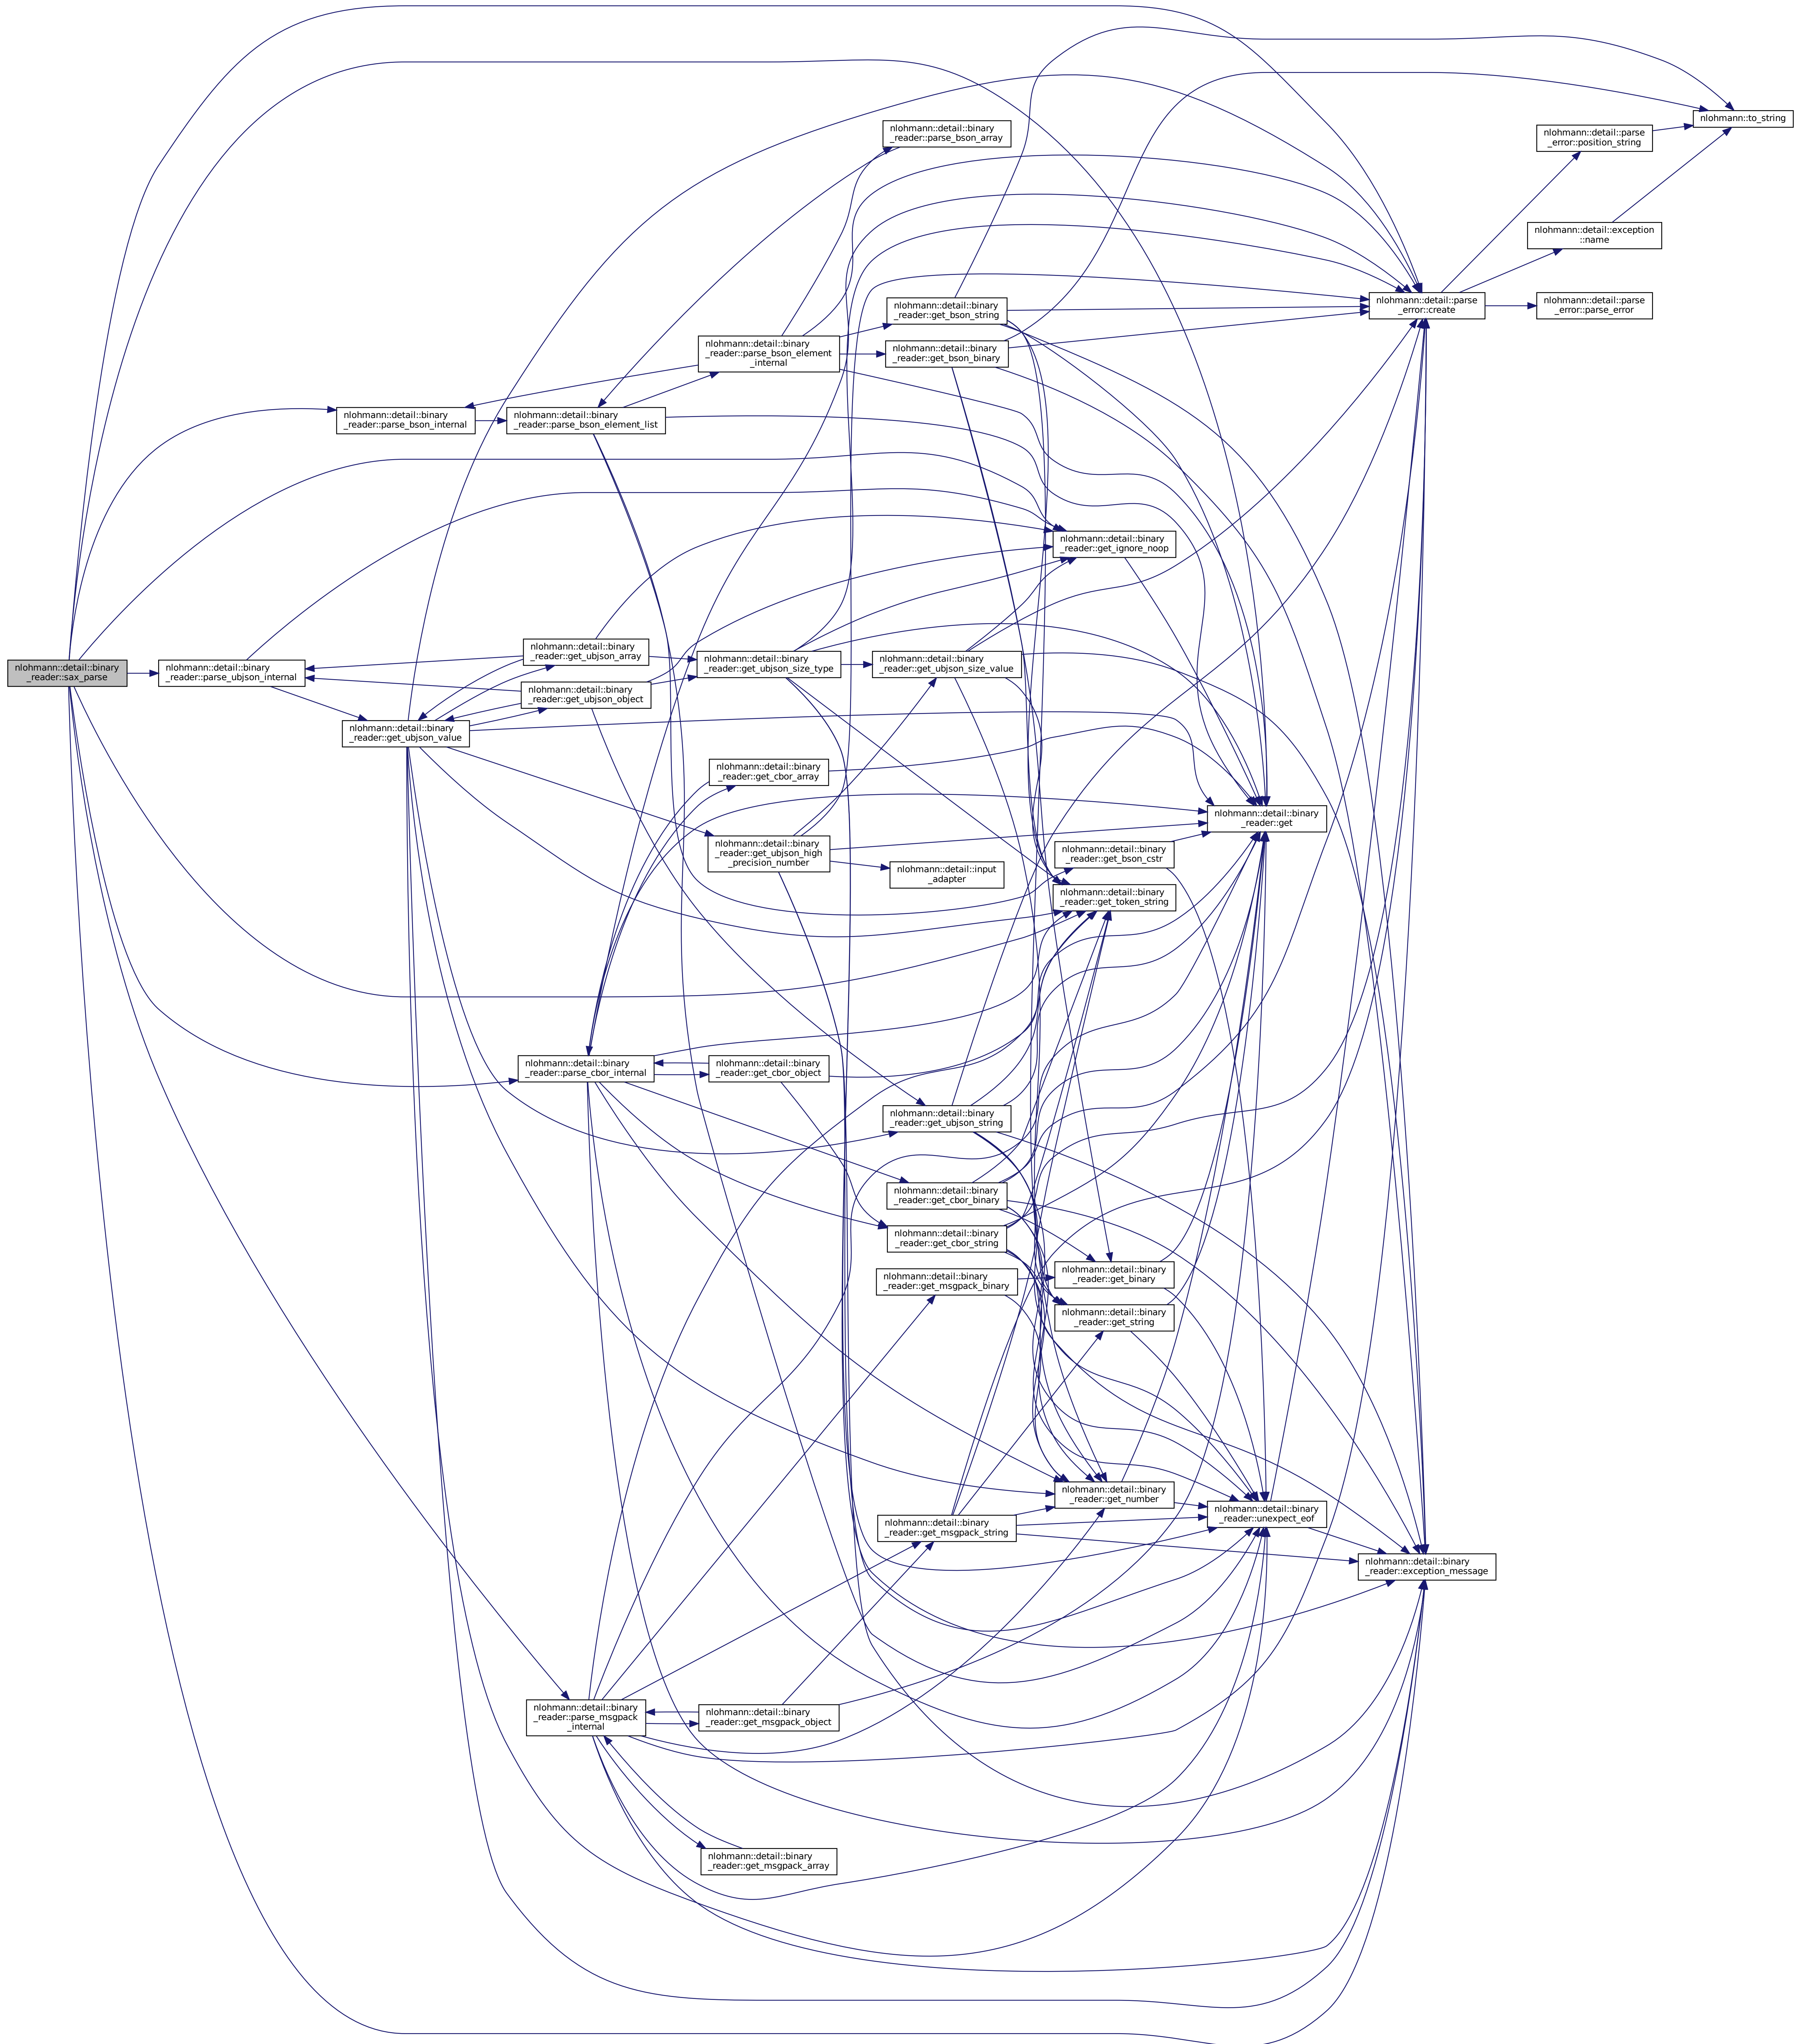 nlohmann::detail::binary
_reader::sax_parse
nlohmann::detail::binary
_reader::parse_ubjson_internal
nlohmann::detail::binary
_reader::parse_bson_internal
nlohmann::detail::binary
_reader::get_ubjson_value
nlohmann::detail::binary
_reader::parse_bson_element_list
nlohmann::detail::binary
_reader::get_ubjson_array
nlohmann::detail::binary
_reader::get_ubjson_object
nlohmann::detail::binary
_reader::parse_cbor_internal
nlohmann::detail::binary
_reader::parse_msgpack
_internal
nlohmann::detail::binary
_reader::parse_bson_element
_internal
nlohmann::detail::binary
_reader::get_ubjson_size_type
nlohmann::detail::binary
_reader::get_cbor_array
nlohmann::detail::binary
_reader::get_ubjson_high
_precision_number
nlohmann::detail::binary
_reader::get_cbor_object
nlohmann::detail::binary
_reader::get_msgpack_object
nlohmann::detail::binary
_reader::get_msgpack_array
nlohmann::detail::binary
_reader::parse_bson_array
nlohmann::detail::binary
_reader::get_bson_string
nlohmann::detail::binary
_reader::get_bson_binary
nlohmann::detail::binary
_reader::get_ubjson_size_value
nlohmann::detail::input
_adapter
nlohmann::detail::binary
_reader::get_ubjson_string
nlohmann::detail::binary
_reader::get_cbor_binary
nlohmann::detail::binary
_reader::get_cbor_string
nlohmann::detail::binary
_reader::get_msgpack_binary
nlohmann::detail::binary
_reader::get_msgpack_string
nlohmann::detail::binary
_reader::get_ignore_noop
nlohmann::detail::binary
_reader::get_bson_cstr
nlohmann::detail::binary
_reader::get_token_string
nlohmann::detail::binary
_reader::get_binary
nlohmann::detail::binary
_reader::get_string
nlohmann::detail::binary
_reader::get_number
nlohmann::detail::binary
_reader::get
nlohmann::detail::binary
_reader::unexpect_eof
nlohmann::detail::parse
_error::create
nlohmann::detail::binary
_reader::exception_message
nlohmann::detail::parse
_error::position_string
nlohmann::detail::exception
::name
nlohmann::detail::parse
_error::parse_error
nlohmann::to_string